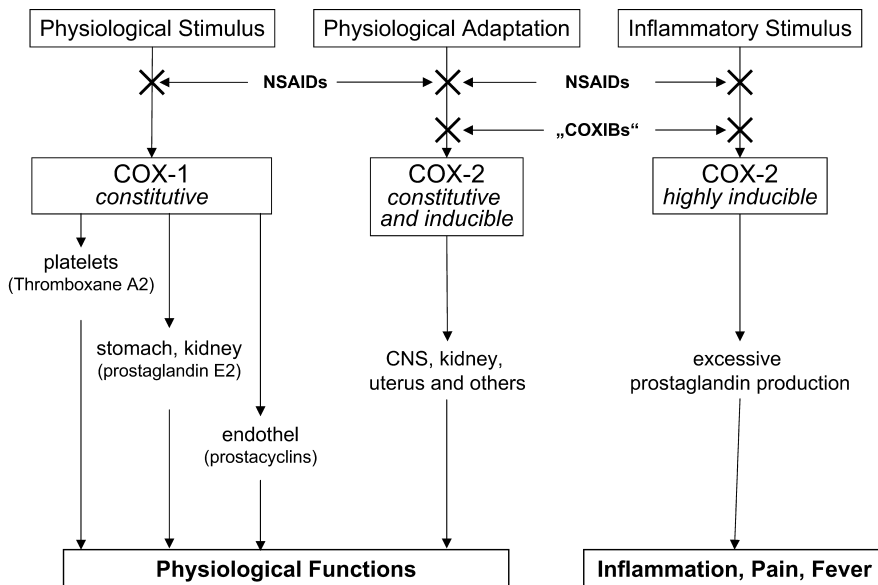 Physiological Stimulus
Physiological Adaptation
Inflammatory Stimulus
NSAIDs
NSAIDs
„COXIBs“
COX-1
constitutive
COX-2
constitutive
and inducible
COX-2
highly inducible
platelets
(Thromboxane A2)
stomach, kidney
(prostaglandin E2)
endothel
(prostacyclins)
CNS, kidney,
uterus and others
excessive
prostaglandin production
Physiological Functions
Inflammation, Pain, Fever